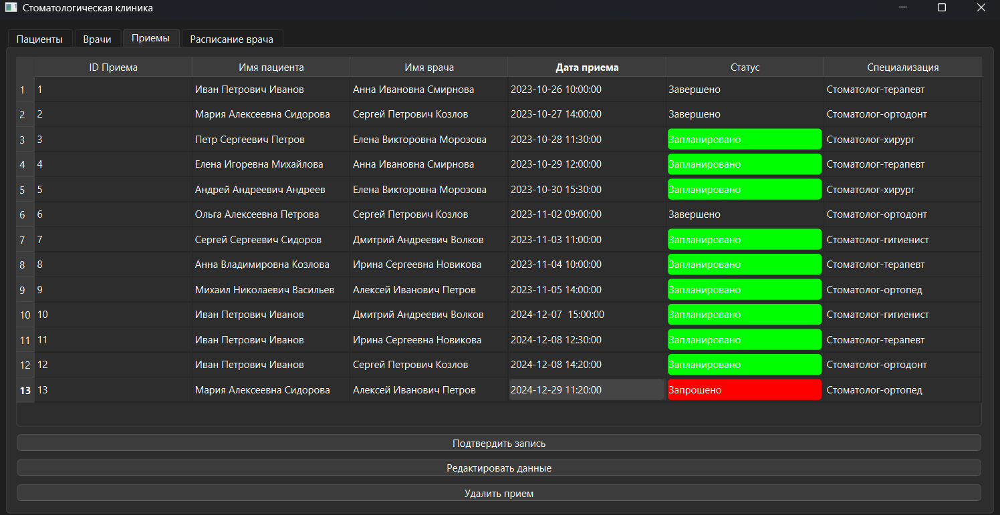 Стоматологическая клиника
Пациенты Врачи Приемы Расписание врача
ID Приема Имя пациента Имя врача Дата приема Статус Специализация
1 1 Иван Петрович Иванов Анна Ивановна Смирнова 2023-10-26 10:00:00 Завершено Стоматолог-терапевт
2 2 Мария Алексеевна Сидорова Сергей Петрович Козлов 2023-10-27 14:00:00 Завершено Стоматолог-ортодонт
3 3 Петр Сергеевич Петров Елена Викторовна Морозова 2023-10-28 11:30:00 Запланировано Стоматолог-хирург
4 4 Елена Игоревна Михайлова Анна Ивановна Смирнова 2023-10-29 12:00:00 Запланировано Стоматолог-терапевт
5 5 Андрей Андреевич Андреев Елена Викторовна Морозова 2023-10-30 15:30:00 Запланировано Стоматолог-хирург
6 6 Ольга Алексеевна Петрова Сергей Петрович Козлов 2023-11-02 09:00:00 Завершено Стоматолог-ортодонт
7 7 Сергей Сергеевич Сидоров Дмитрий Андреевич Волков 2023-11-03 11:00:00 Запланировано Стоматолог-гигиенист
8 8 Анна Владимировна Козлова Ирина Сергеевна Новикова 2023-11-04 10:00:00 Запланировано Стоматолог-терапевт
9 9 Михаил Николаевич Васильев Алексей Иванович Петров 2023-11-05 14:00:00 Запланировано Стоматолог-ортопед
10 10 Иван Петрович Иванов Дмитрий Андреевич Волков 2024-12-07  15:00:00 Запланировано Стоматолог-гигиенист
11 11 Иван Петрович Иванов Ирина Сергеевна Новикова 2024-12-08 12:30:00 Запланировано Стоматолог-терапевт
12 12 Иван Петрович Иванов Сергей Петрович Козлов 2024-12-08 14:20:00 Запланировано Стоматолог-ортодонт
13 13 Мария Алексеевна Сидорова Алексей Иванович Петров 2024-12-29 11:20:00 Запрошено Стоматолог-ортопед
Подтвердить запись
Редактировать данные
Удалить прием